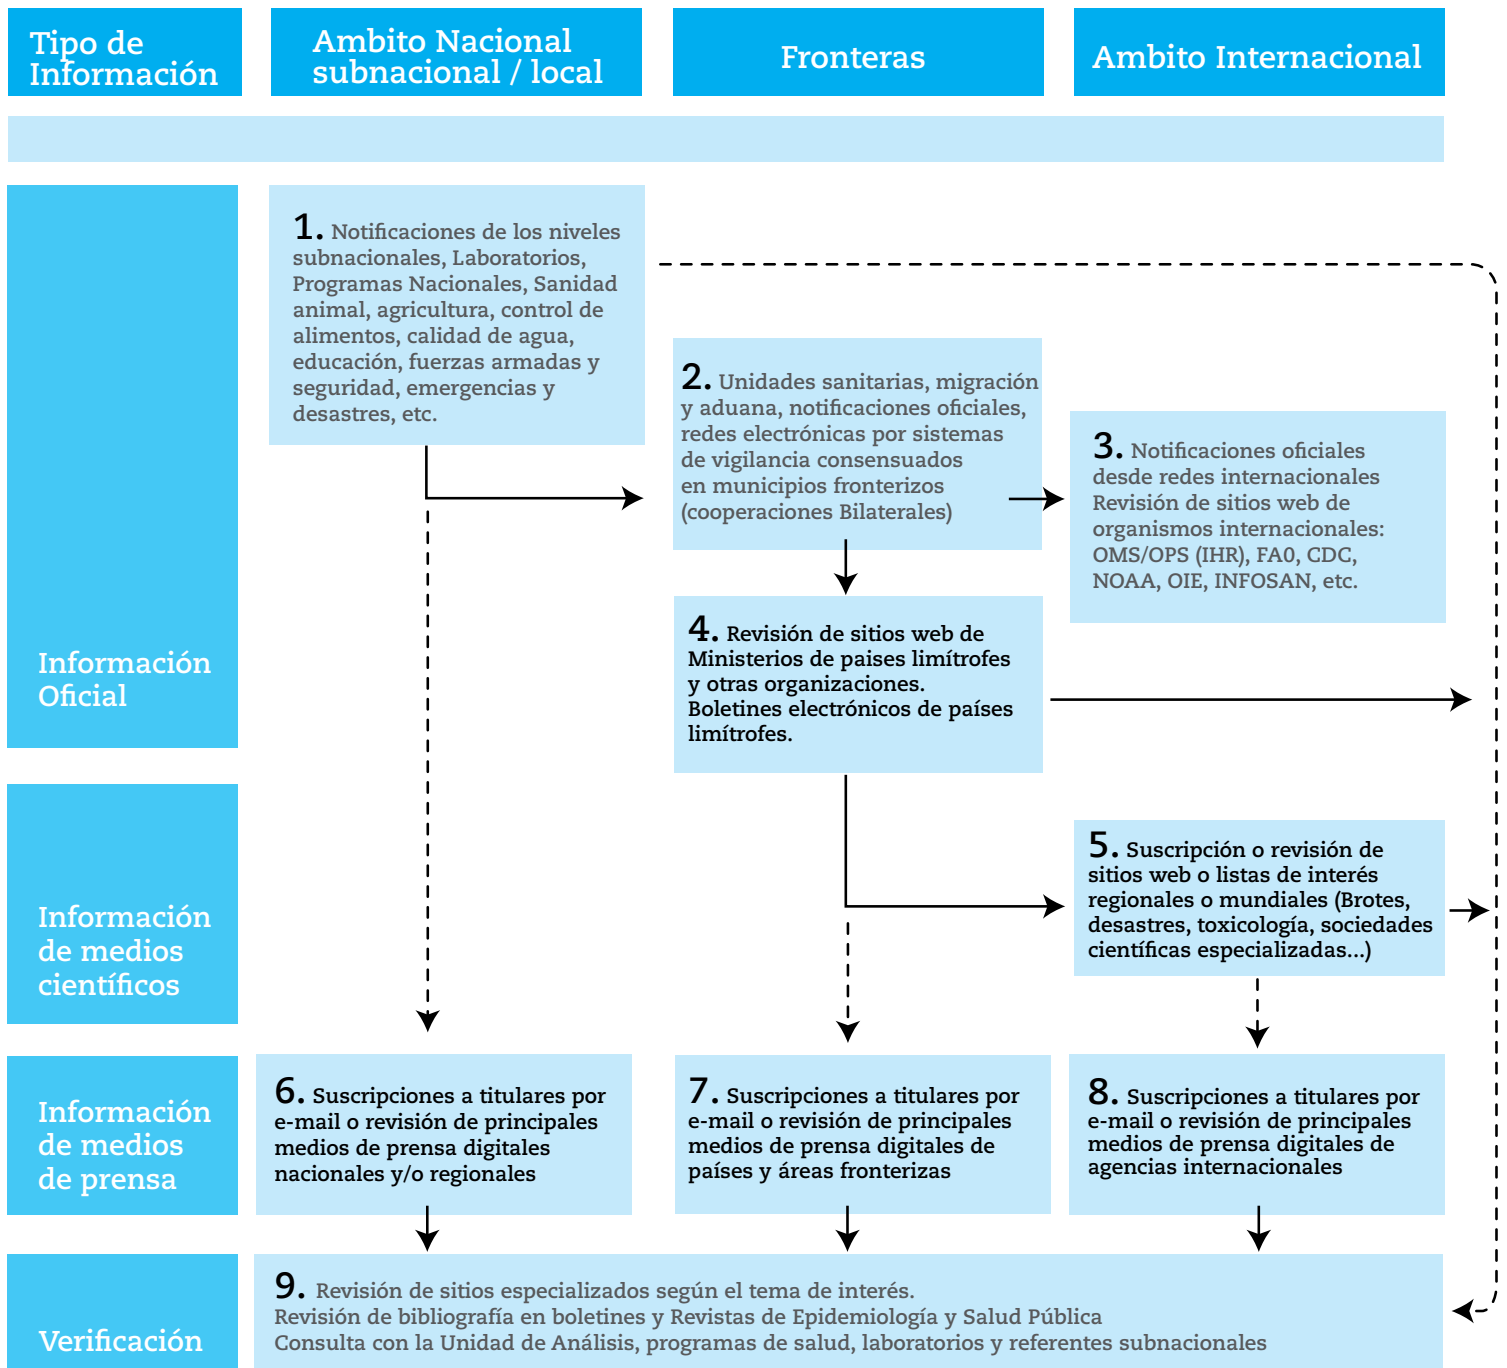 Tipo de
Información
Ambito Nacional
subnacional / local
Fronteras
Ambito Internacional
Información
Oficial
1. Notificaciones de los niveles
subnacionales, Laboratorios,
Programas Nacionales, Sanidad
animal, agricultura, control de
alimentos, calidad de agua,
educación, fuerzas armadas y
seguridad, emergencias y
desastres, etc.
2. Unidades sanitarias, migración
y aduana, notificaciones oficiales,
redes electrónicas por sistemas
de vigilancia consensuados
en municipios fronterizos
(cooperaciones Bilaterales)
3. Notificaciones oficiales
desde redes internacionales
Revisión de sitios web de
organismos internacionales:
OMS/OPS (IHR), FA0, CDC,
NOAA, OIE, INFOSAN, etc.
4. Revisión de sitios web de
Ministerios de paises limítrofes
y otras organizaciones.
Boletines electrónicos de países
limítrofes.
Información
de medios
científicos
5. Suscripción o revisión de
sitios web o listas de interés
regionales o mundiales (Brotes,
desastres, toxicología, sociedades
científicas especializadas...)
Información
de medios
de prensa
6. Suscripciones a titulares por
e-mail o revisión de principales
medios de prensa digitales
nacionales y/o regionales
7. Suscripciones a titulares por
e-mail o revisión de principales
medios de prensa digitales de
países y áreas fronterizas
8. Suscripciones a titulares por
e-mail o revisión de principales
medios de prensa digitales de
agencias internacionales
Verificación
9. Revisión de sitios especializados según el tema de interés.
Revisión de bibliografía en boletines y Revistas de Epidemiología y Salud Pública
Consulta con la Unidad de Análisis, programas de salud, laboratorios y referentes subnacionales